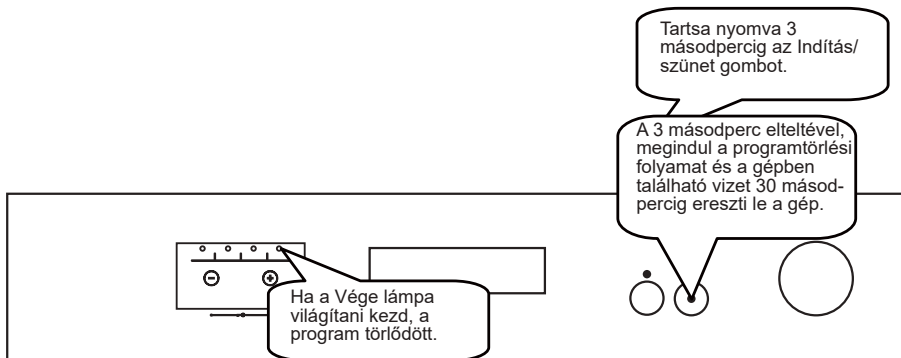 Tartsa nyomva 3
másodpercig az Indítás/
szünet gombot.
A 3 másodperc elteltével,
megindul a programtörlési
folyamat és a gépben
található vizet 30 másod-
percig ereszti le a gép.
Ha a Vége lámpa
világítani kezd, a
program törlődött.